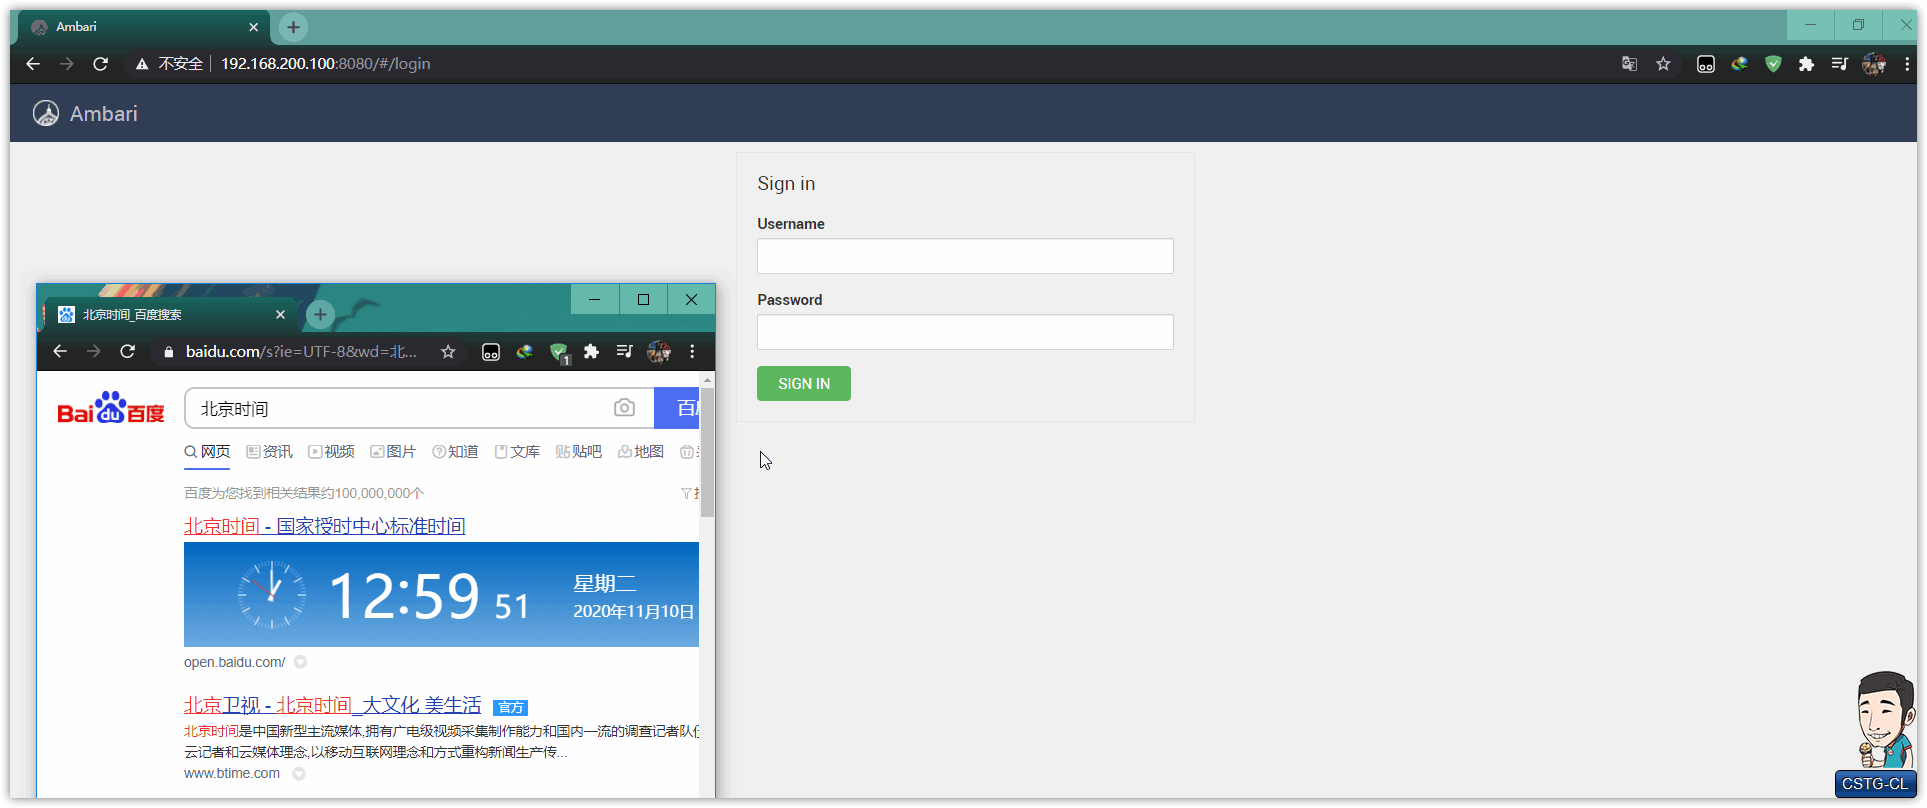 Ambari
不安全 192.168.200.100:8080/#/login
Ambari
Sign in
Username
Password
SIGN IN
北京时间_百度搜索
baidu.com/s?ie=UTF-8&wd=北...
1
Bai du 百度
北京时间
百
网页 资讯 视频 图片 知道 文库 贴吧 地图
百度为您找到相关结果约100,000,000个
北京时间 - 国家授时中心标准时间
12:59 51
星期二
2020年11月10日
open.baidu.com/
北京卫视 - 北京时间_大文化 美生活 官方
北京时间是中国新型主流媒体,拥有广电级视频采集制作能力和国内一流的调查记者队
云记者和云媒体理念,以移动互联网理念和方式重构新闻生产传...
www.btime.com
CSTG-CL